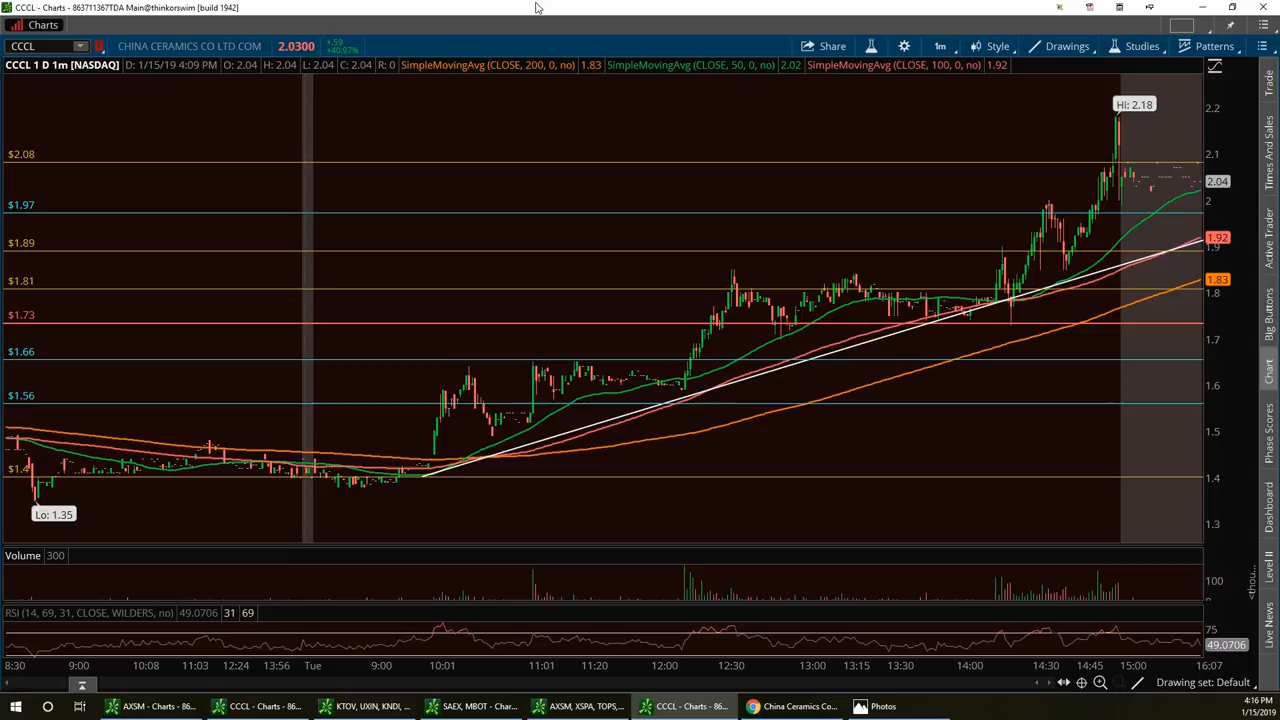 CCCL - Charts - 863711367TDA Main@thinkorswim [build 1942]
Charts
CCCL CHINA CERAMICS CO LTD COM 2.0300 +.59 +40.97% Share 1m Style Drawings Studies Patterns
CCCL 1 D 1m [NASDAQ] D: 1/15/19 4:09 PM O: 2.04 H: 2.04 L: 2.04 C: 2.04 R: 0 SimpleMovingAvg (CLOSE, 200, 0, no) 1.83 SimpleMovingAvg (CLOSE, 50, 0, no) 2.02 SimpleMovingAvg (CLOSE, 100, 0, no) 1.92
Hi: 2.18
2.2
$2.08
2.1
2.04
$1.97
2
1.92
$1.89
1.9
1.83
$1.81
1.8
$1.73
1.7
$1.66
1.6
$1.56
1.5
$1.4
1.4
Lo: 1.35
1.3
Volume 300
100
RSI (14, 69, 31, CLOSE, WILDERS, no) 49.0706 31 69
75
49.0706
8:30 9:00 10:08 11:03 12:24 13:56 Tue 9:00 10:01 11:01 12:00 12:30 13:00 13:15 13:30 14:00 14:30 14:45 15:00 16:07
Drawing set: Default
Trade
Times And Sales
Active Trader
Big Buttons
Chart
Phase Scores
Dashboard
Level II
Live News
AXSM - Charts - 86... CCCL - Charts - 86... KTOV, UXIN, KNDI, ... SAEX, MBOT - Char... AXSM, XSPA, TOPS,... CCCL - Charts - 86... China Ceramics Co... Photos
4:16 PM
1/15/2019